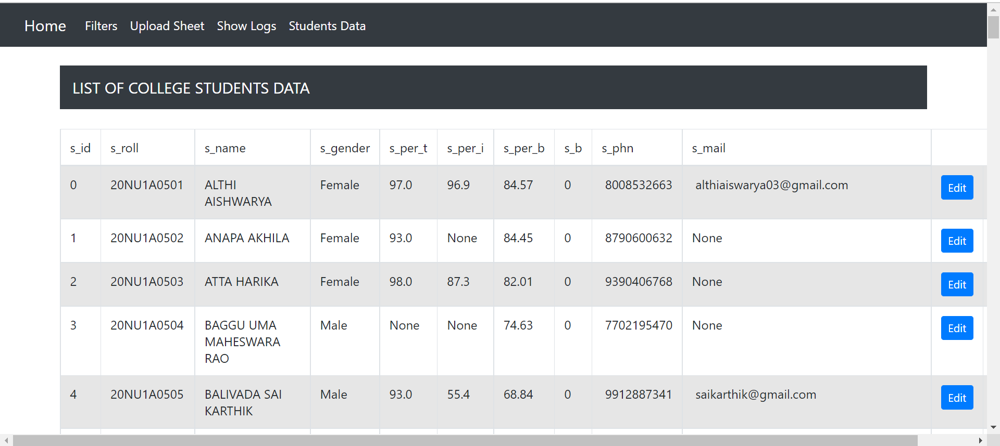 Home Filters Upload Sheet Show Logs Students Data
LIST OF COLLEGE STUDENTS DATA
s_id s_roll s_name s_gender s_per_t s_per_i s_per_b s_b s_phn s_mail
0 20NU1A0501 ALTHI AISHWARYA Female 97.0 96.9 84.57 0 8008532663 althiaiswarya03@gmail.com Edit
1 20NU1A0502 ANAPA AKHILA Female 93.0 None 84.45 0 8790600632 None Edit
2 20NU1A0503 ATTA HARIKA Female 98.0 87.3 82.01 0 9390406768 None Edit
3 20NU1A0504 BAGGU UMA MAHESWARA RAO Male None None 74.63 0 7702195470 None Edit
4 20NU1A0505 BALIVADA SAI KARTHIK Male 93.0 55.4 68.84 0 9912887341 saikarthik@gmail.com Edit